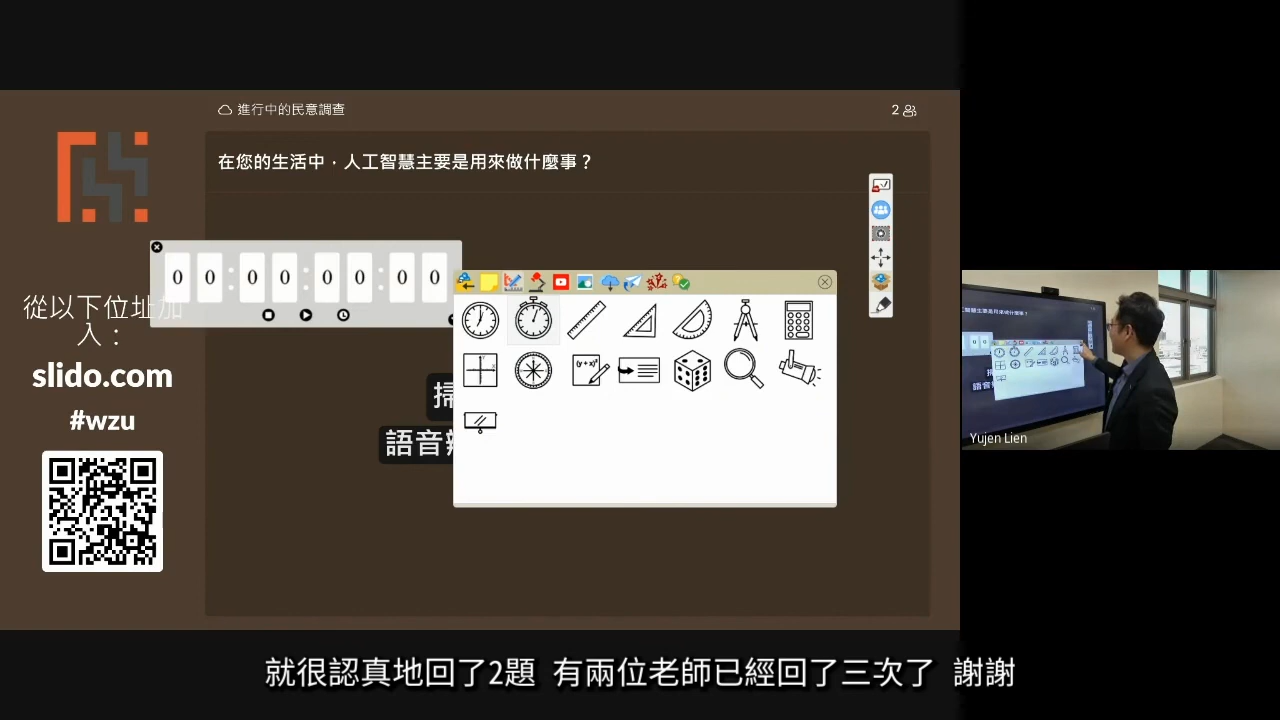 進行中的民意調查
2
在您的生活中，人工智慧主要是用來做什麼事？
0 0 : 0 0 : 0 0 : 0 0
從以下位址加
入：
slido.com
#wzu
掃
語音
Yujen Lien
就很認真地回了2題 有兩位老師已經回了三次了 謝謝